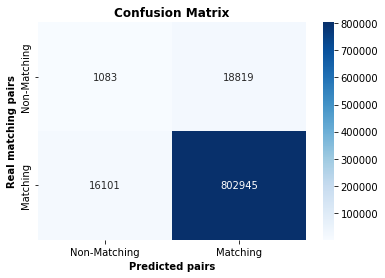 Confusion Matrix
Real matching pairs
Non-Matching
Matching
1083
18819
16101
802945
Non-Matching
Matching
Predicted pairs
800000
700000
600000
500000
400000
300000
200000
100000